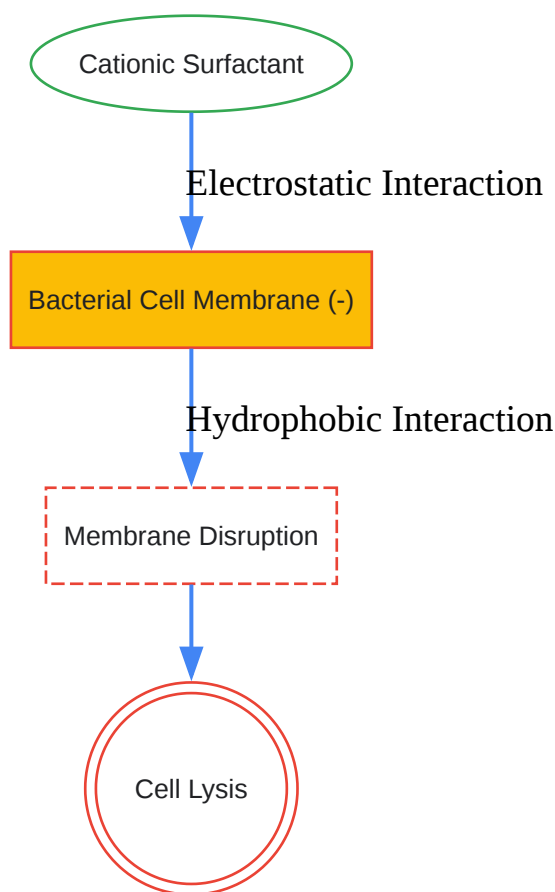 Cationic Surfactant
Electrostatic Interaction
Bacterial Cell Membrane (-)
Hydrophobic Interaction
Membrane Disruption
Cell Lysis